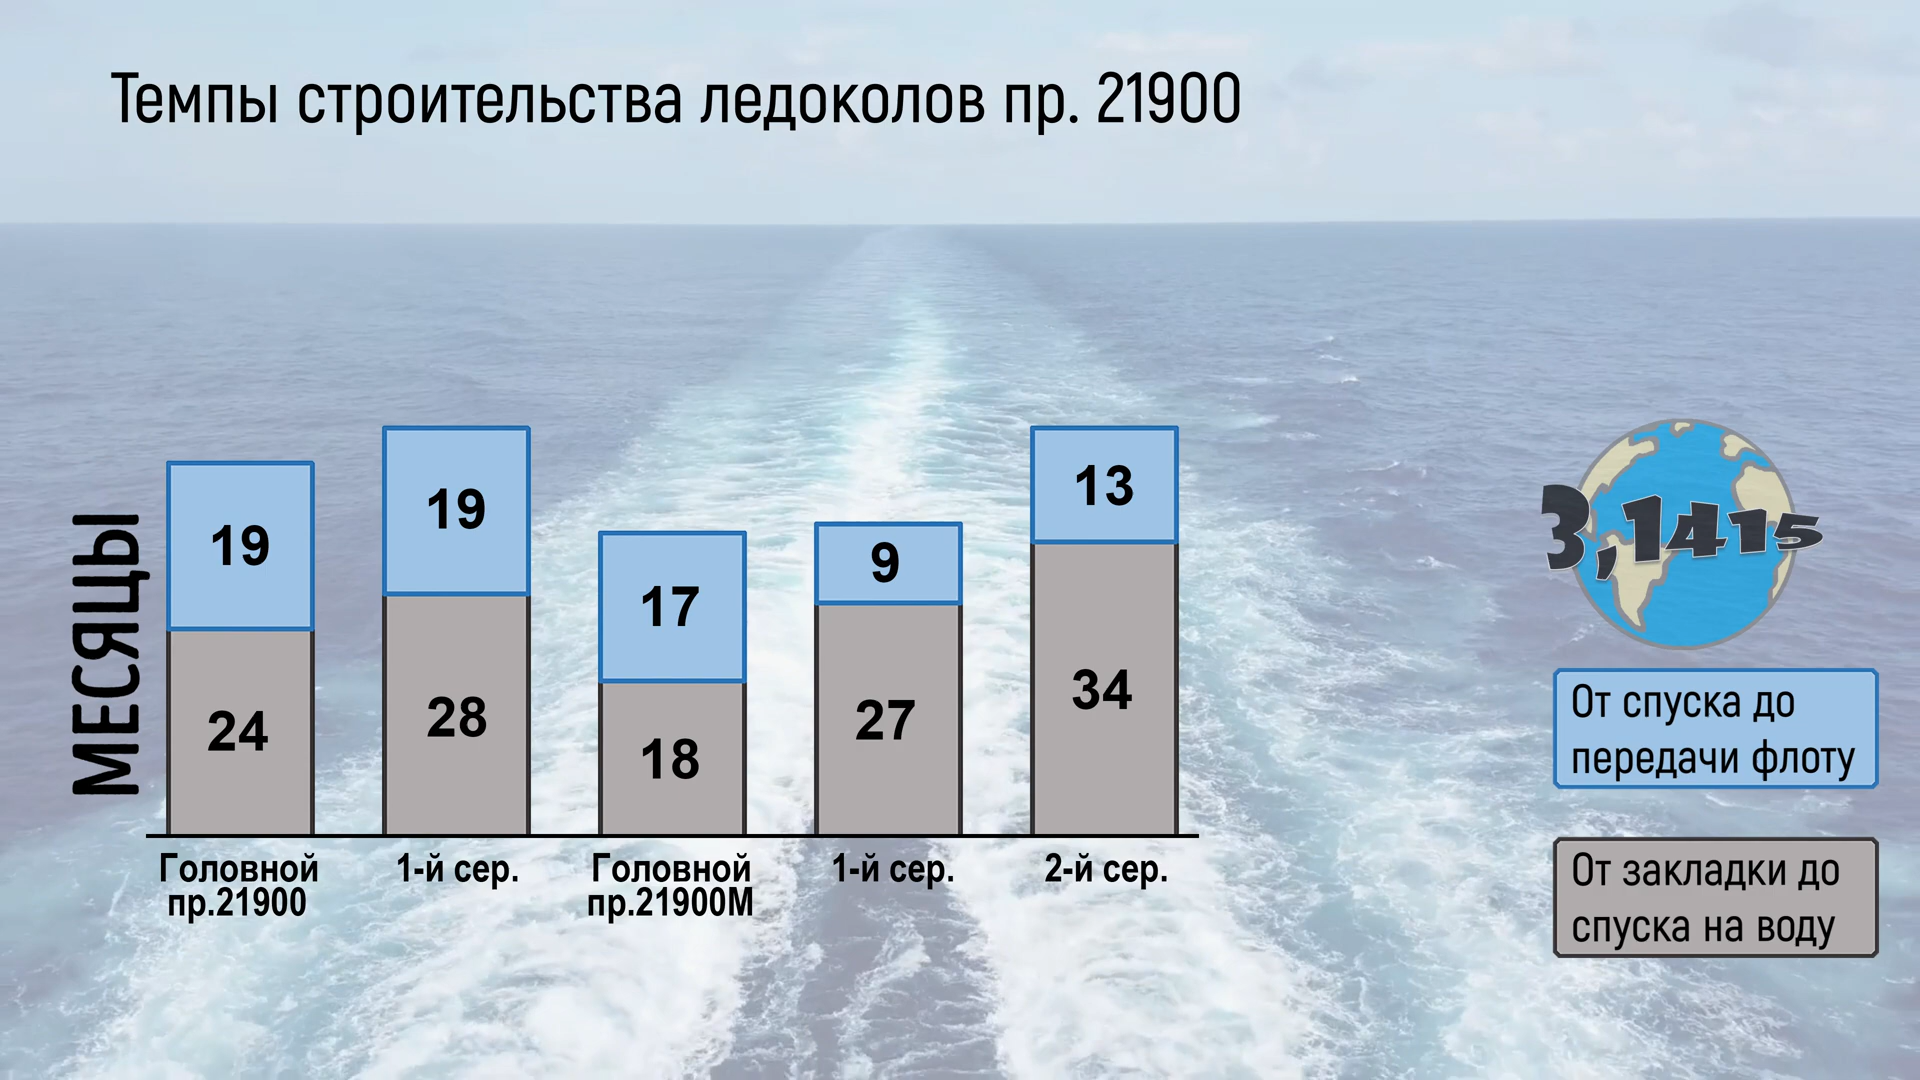 Темпы строительства ледоколов пр. 21900
МЕСЯЦЫ
19
19
17
9
13
24
28
18
27
34
Головной
пр.21900
1-й сер.
Головной
пр.21900М
1-й сер.
2-й сер.
3,1415
От спуска до
передачи флоту
От закладки до
спуска на воду